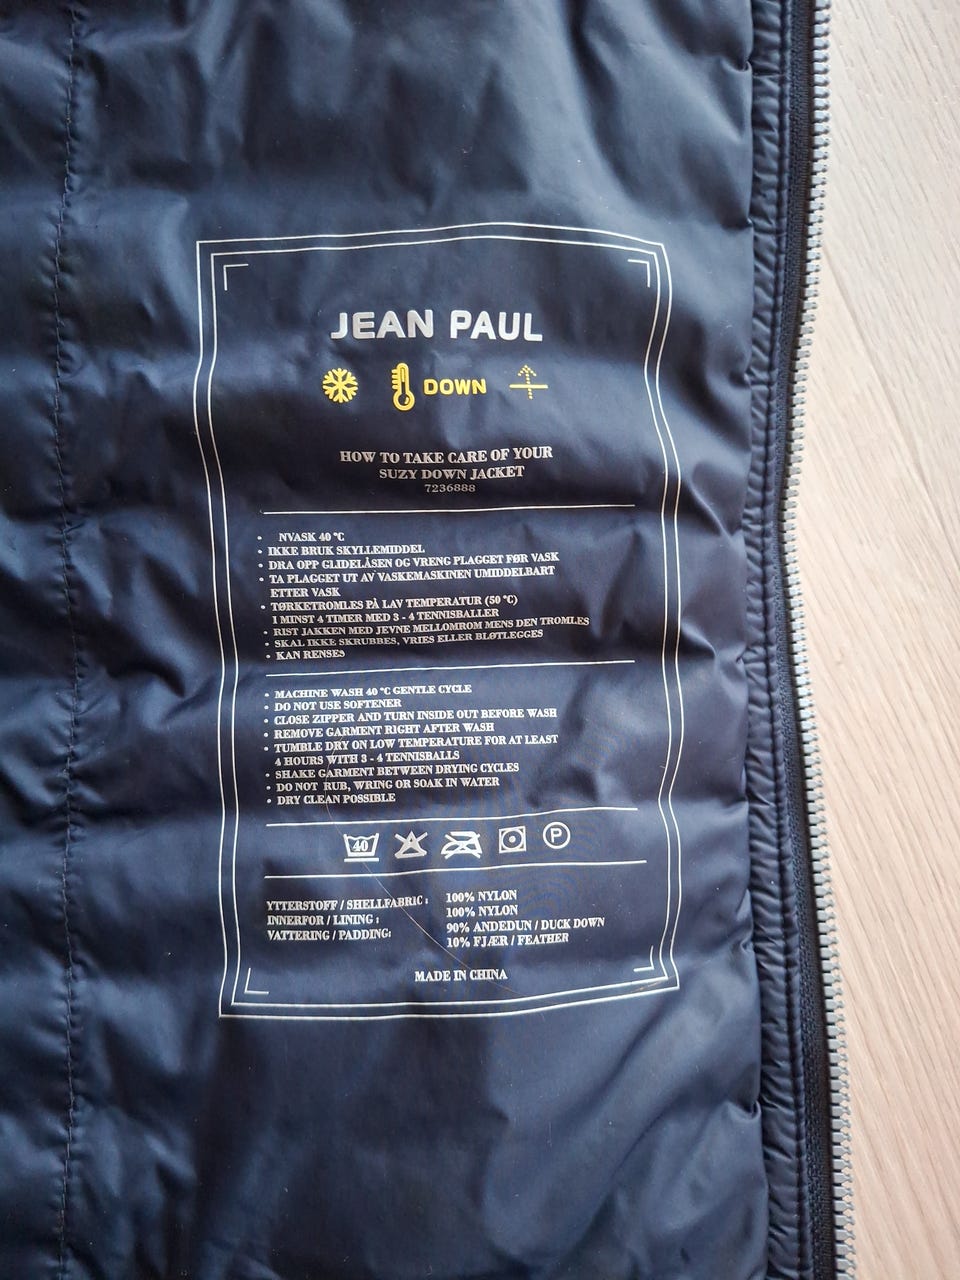 JEAN PAUL
DOWN
HOW TO TAKE CARE OF YOUR
SUZY DOWN JACKET
7236888
• NVASK 40 °C
• IKKE BRUK SKYLLEMIDDEL
• DRA OPP GLIDELÅSEN OG VRENG PLAGGET FØR VASK
• TA PLAGGET UT AV VASKEMASKINEN UMIDDELBART
ETTER VASK
• TØRKETROMLES PÅ LAV TEMPERATUR (50 °C)
I MINST 4 TIMER MED 3 - 4 TENNISBALLER
• RIST JAKKEN MED JEVNE MELLOMROM MENS DEN TROMLES
• SKAL IKKE SKRUBBES, VRIES ELLER BLØTLEGGES
• KAN RENSES
• MACHINE WASH 40 °C GENTLE CYCLE
• DO NOT USE SOFTENER
• CLOSE ZIPPER AND TURN INSIDE OUT BEFORE WASH
• REMOVE GARMENT RIGHT AFTER WASH
• TUMBLE DRY ON LOW TEMPERATURE FOR AT LEAST
4 HOURS WITH 3 - 4 TENNISBALLS
• SHAKE GARMENT BETWEEN DRYING CYCLES
• DO NOT RUB, WRING OR SOAK IN WATER
• DRY CLEAN POSSIBLE
40 P
YTTERSTOFF / SHELLFABRIC : 100% NYLON
INNERFOR / LINING : 100% NYLON
VATTERING / PADDING: 90% ANDEDUN / DUCK DOWN
10% FJÆR / FEATHER
MADE IN CHINA